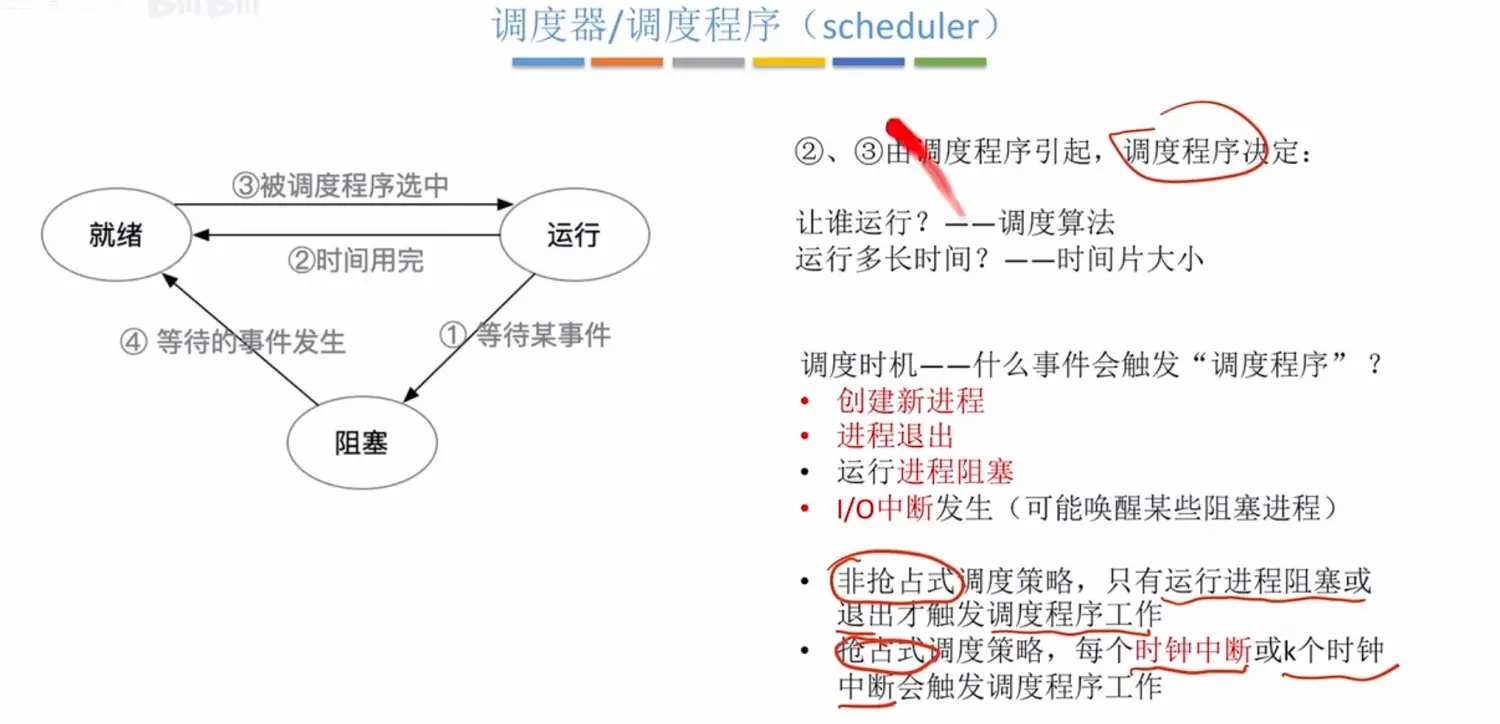 BiliBili
调度器/调度程序（scheduler）
③被调度程序选中
就绪
运行
②时间用完
④ 等待的事件发生
① 等待某事件
阻塞
②、③由调度程序引起，调度程序决定：
让谁运行？——调度算法
运行多长时间？——时间片大小
调度时机——什么事件会触发“调度程序”？
• 创建新进程
• 进程退出
• 运行进程阻塞
• I/O中断发生（可能唤醒某些阻塞进程）
• 非抢占式调度策略，只有运行进程阻塞或
退出才触发调度程序工作
• 抢占式调度策略，每个时钟中断或k个时钟
中断会触发调度程序工作